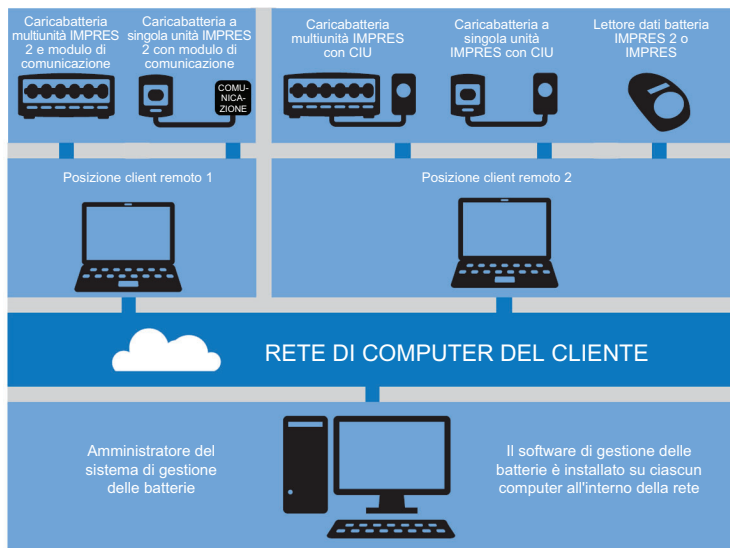 Caricabatteria
multiunità IMPRES
2 e modulo di
comunicazione
Caricabatteria a
singola unità IMPRES
2 con modulo di
comunicazione
COMU-
NICA-
ZIONE
Caricabatteria
multiunità IMPRES
con CIU
Caricabatteria a
singola unità
IMPRES con CIU
Lettore dati batteria
IMPRES 2 o
IMPRES
Posizione client remoto 1
Posizione client remoto 2
RETE DI COMPUTER DEL CLIENTE
Amministratore del
sistema di gestione
delle batterie
Il software di gestione delle
batterie è installato su ciascun
computer all'interno della rete